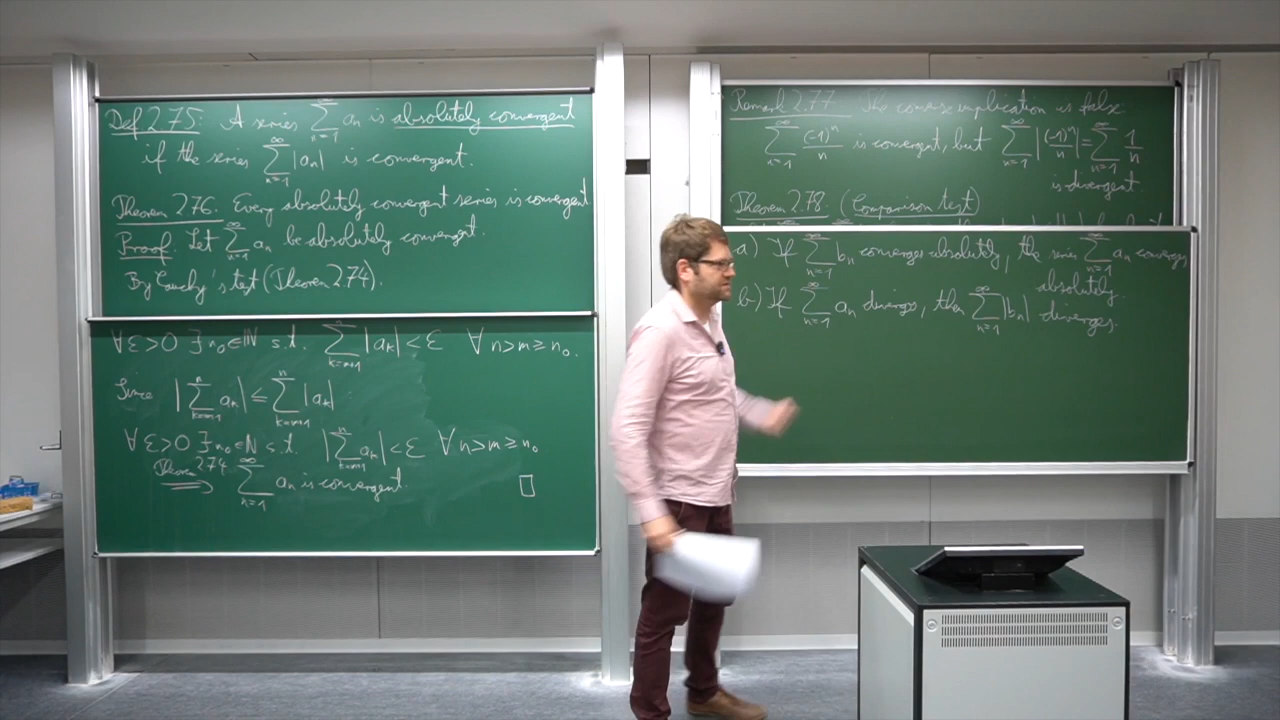 Def 2.75: A series ∑_{n=1}^∞ a_n is absolutely convergent
if the series ∑_{n=1}^∞ |a_n| is convergent.
Theorem 2.76. Every absolutely convergent series is convergent.
Proof. Let ∑_{n=1}^∞ a_n be absolutely convergent.
By Cauchy's test (Theorem 2.74).
∀ε>0 ∃n_0∈ℕ s.t. ∑_{k=m+1}^n |a_k| < ε ∀n>m≥n_0.
Since |∑_{k=m+1}^n a_k| ≤ ∑_{k=m+1}^n |a_k|
∀ε>0 ∃n_0∈ℕ s.t. |∑_{k=m+1}^n a_k| < ε ∀n>m≥n_0
Theorem 2.74 ⟹ ∑_{n=1}^∞ a_n is convergent. □
Remark 2.77 The converse implication is false:
∑_{n=1}^∞ (-1)^n/n is convergent, but ∑_{n=1}^∞ |(-1)^n/n| = ∑_{n=1}^∞ 1/n
is divergent
Theorem 2.78. (Comparison test)
a) If ∑_{n=1}^∞ b_n converges absolutely, the series ∑_{n=1}^∞ a_n converges
absolutely.
b) If ∑_{n=1}^∞ a_n diverges, then ∑_{n=1}^∞ |b_n| diverges.